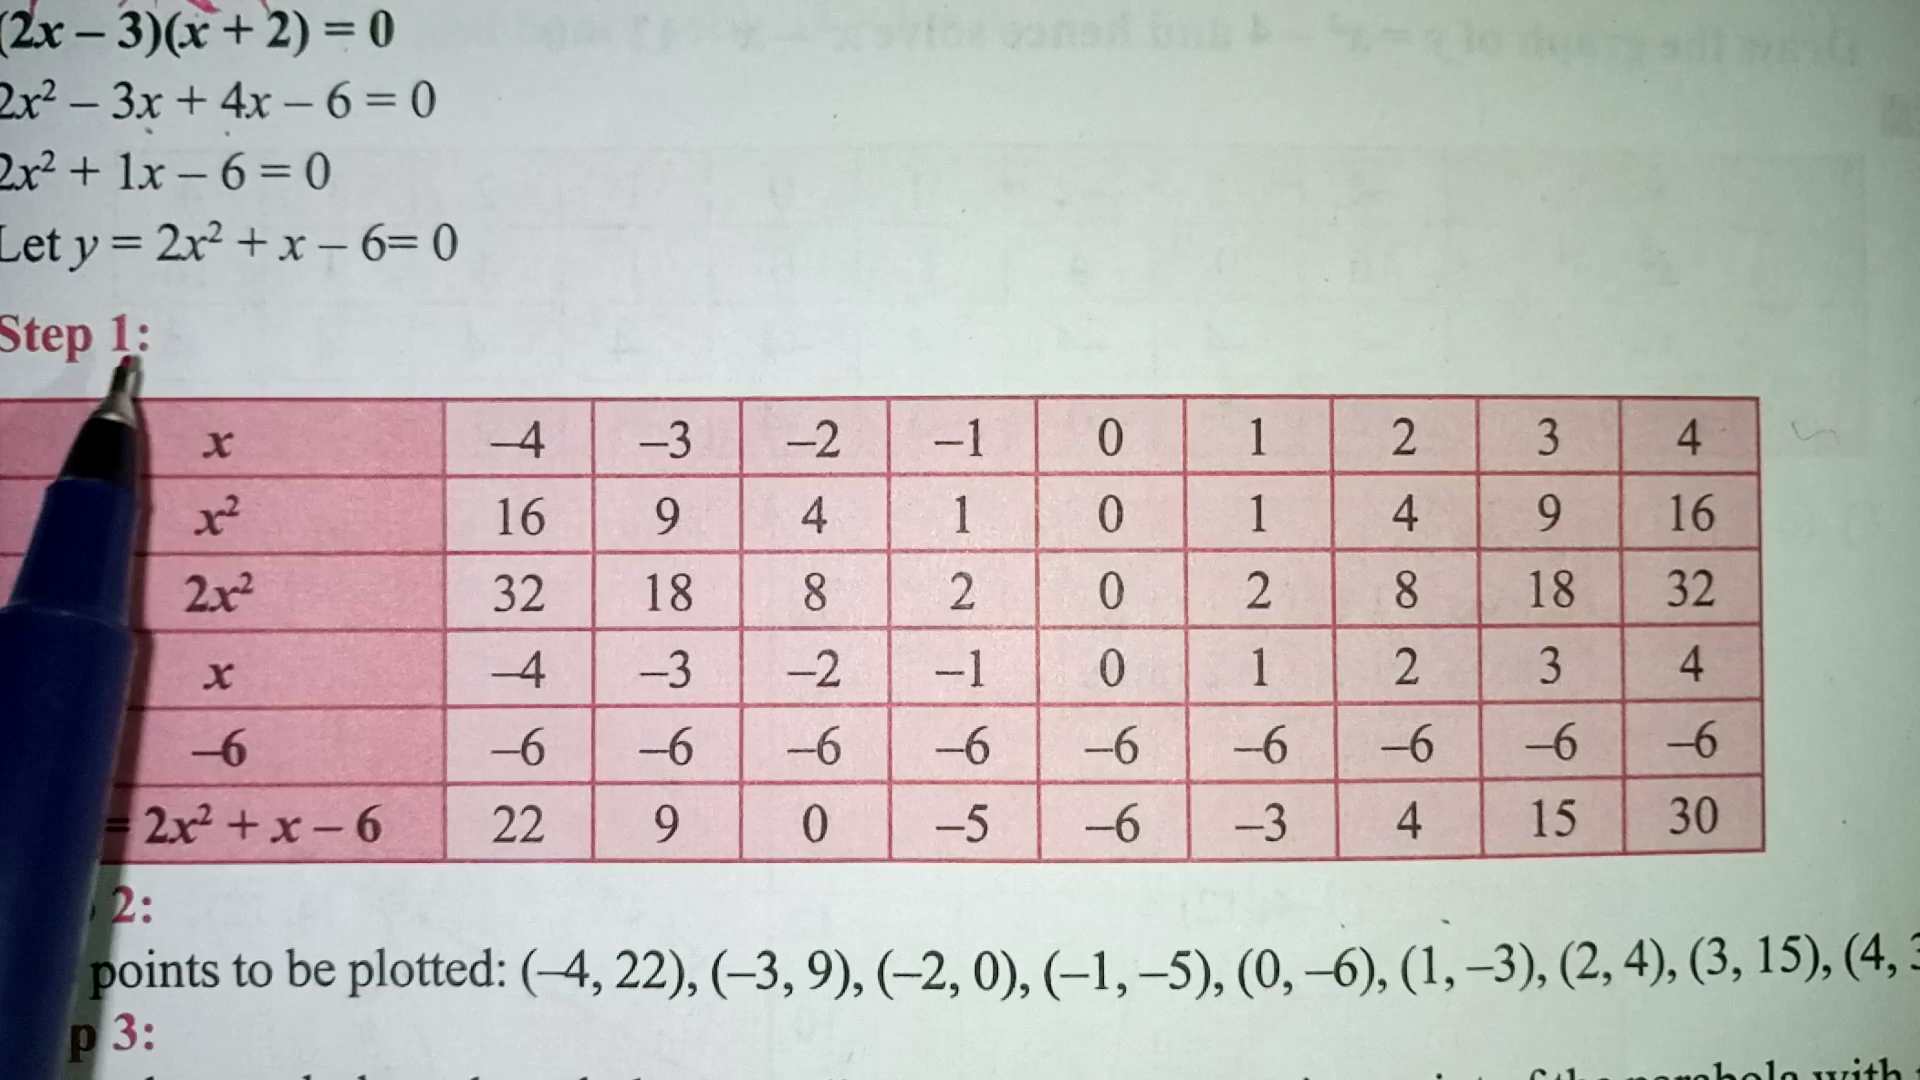 (2x – 3)(x + 2) = 0
2x² – 3x + 4x – 6 = 0
2x² + 1x – 6 = 0
Let y = 2x² + x – 6= 0
Step 1:
x –4 –3 –2 –1 0 1 2 3 4
x² 16 9 4 1 0 1 4 9 16
2x² 32 18 8 2 0 2 8 18 32
x –4 –3 –2 –1 0 1 2 3 4
–6 –6 –6 –6 –6 –6 –6 –6 –6 –6
= 2x² + x – 6 22 9 0 –5 –6 –3 4 15 30
2:
points to be plotted: (–4, 22), (–3, 9), (–2, 0), (–1, –5), (0, –6), (1, –3), (2, 4), (3, 15), (4, 3
p 3:
of the parabola with